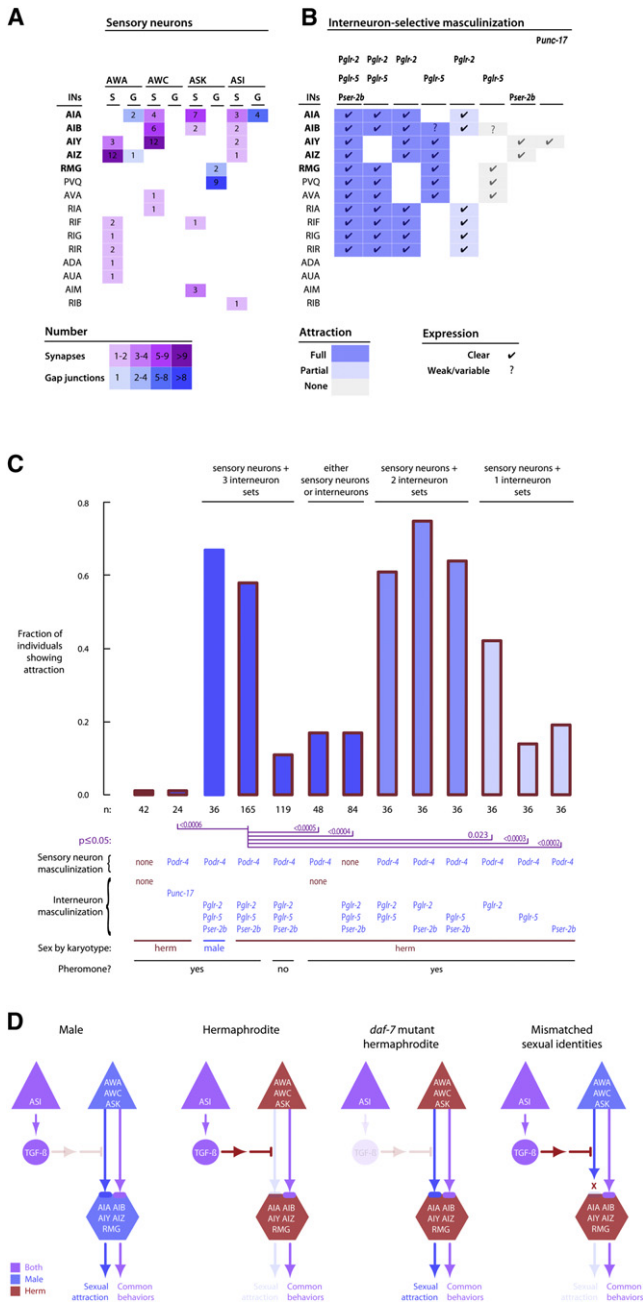 A
Sensory neurons
AWA AWC ASK ASI
INs S G S G S G S G
AIA 2 4 7 3 4
AIB 6 2 2
AIY 3 12 2
AIZ 12 1 1
RMG 2
PVQ 9
AVA 1
RIA 1
RIF 2 1
RIG 1
RIR 2
ADA 1
AUA 1
AIM 3
RIB 1
Number
Synapses 1-2 3-4 5-9 >9
Gap junctions 1 2-4 5-8 >8
B
Interneuron-selective masculinization
Punc-17
Pglr-2 Pglr-2 Pglr-2 Pglr-2
Pglr-5 Pglr-5 Pglr-5 Pglr-5
INs Pser-2b Pser-2b
AIA ✔ ✔ ✔ ✔
AIB ✔ ✔ ✔ ? ✔ ?
AIY ✔ ✔ ✔ ✔ ✔
AIZ ✔ ✔ ✔ ✔
RMG ✔ ✔ ✔ ✔
PVQ ✔ ✔ ✔ ✔
AVA ✔ ✔ ✔ ✔
RIA ✔ ✔ ✔ ✔
RIF ✔ ✔ ✔ ✔
RIG ✔ ✔ ✔ ✔
RIR ✔ ✔ ✔ ✔
ADA
AUA
AIM
RIB
Attraction
Full
Partial
None
Expression
Clear ✔
Weak/variable ?
C
sensory neurons +
3 interneuron
sets
either
sensory neurons
or interneurons
sensory neurons +
2 interneuron
sets
sensory neurons +
1 interneuron
sets
0.8
0.6
0.4
0.2
0.0
Fraction of
individuals
showing
attraction
n: 42 24 36 165 119 48 84 36 36 36 36 36 36
p≤0.05: <0.0006 <0.0005 <0.0004 0.023 <0.0003 <0.0002
Sensory neuron
masculinization
none Podr-4 Podr-4 Podr-4 Podr-4 Podr-4 none Podr-4 Podr-4 Podr-4 Podr-4 Podr-4 Podr-4
Interneuron
masculinization
none none
Punc-17
Pglr-2 Pglr-2 Pglr-2 Pglr-2 Pglr-2 Pglr-2 Pglr-2
Pglr-5 Pglr-5 Pglr-5 Pglr-5 Pglr-5 Pglr-5 Pglr-5
Pser-2b Pser-2b Pser-2b Pser-2b Pser-2b Pser-2b Pser-2b
Sex by karyotype: herm male herm
Pheromone? yes no yes
D
Male
ASI
AWA
AWC
ASK
TGF-ß
AIA AIB
AIY AIZ
RMG
Sexual
attraction
Common
behaviors
Both
Male
Herm
Hermaphrodite
ASI
AWA
AWC
ASK
TGF-ß
AIA AIB
AIY AIZ
RMG
Sexual
attraction
Common
behaviors
daf-7 mutant
hermaphrodite
ASI
AWA
AWC
ASK
TGF-ß
AIA AIB
AIY AIZ
RMG
Sexual
attraction
Common
behaviors
Mismatched
sexual identities
ASI
AWA
AWC
ASK
TGF-ß
X
AIA AIB
AIY AIZ
RMG
Sexual
attraction
Common
behaviors